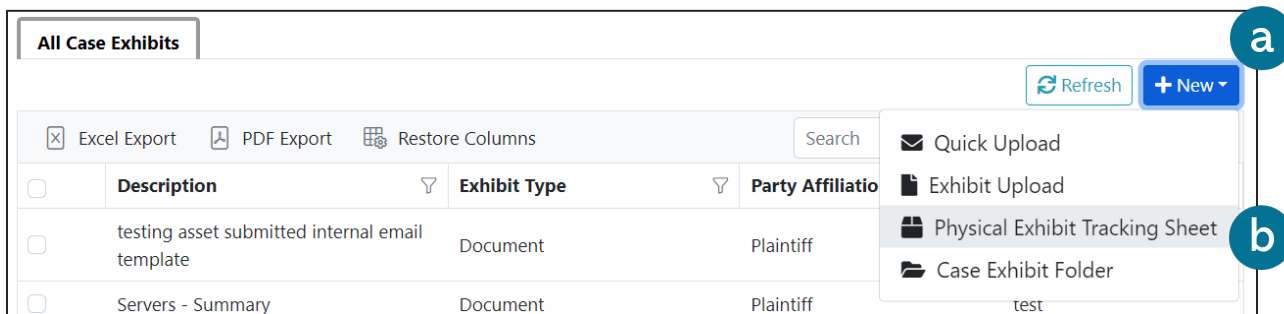 All Case Exhibits
a
Refresh
+ New
Excel Export PDF Export Restore Columns Search
Quick Upload
Exhibit Upload
Physical Exhibit Tracking Sheet
b
Case Exhibit Folder
Description Exhibit Type Party Affiliatio
testing asset submitted internal email
template
Document Plaintiff
Servers - Summary Document Plaintiff test